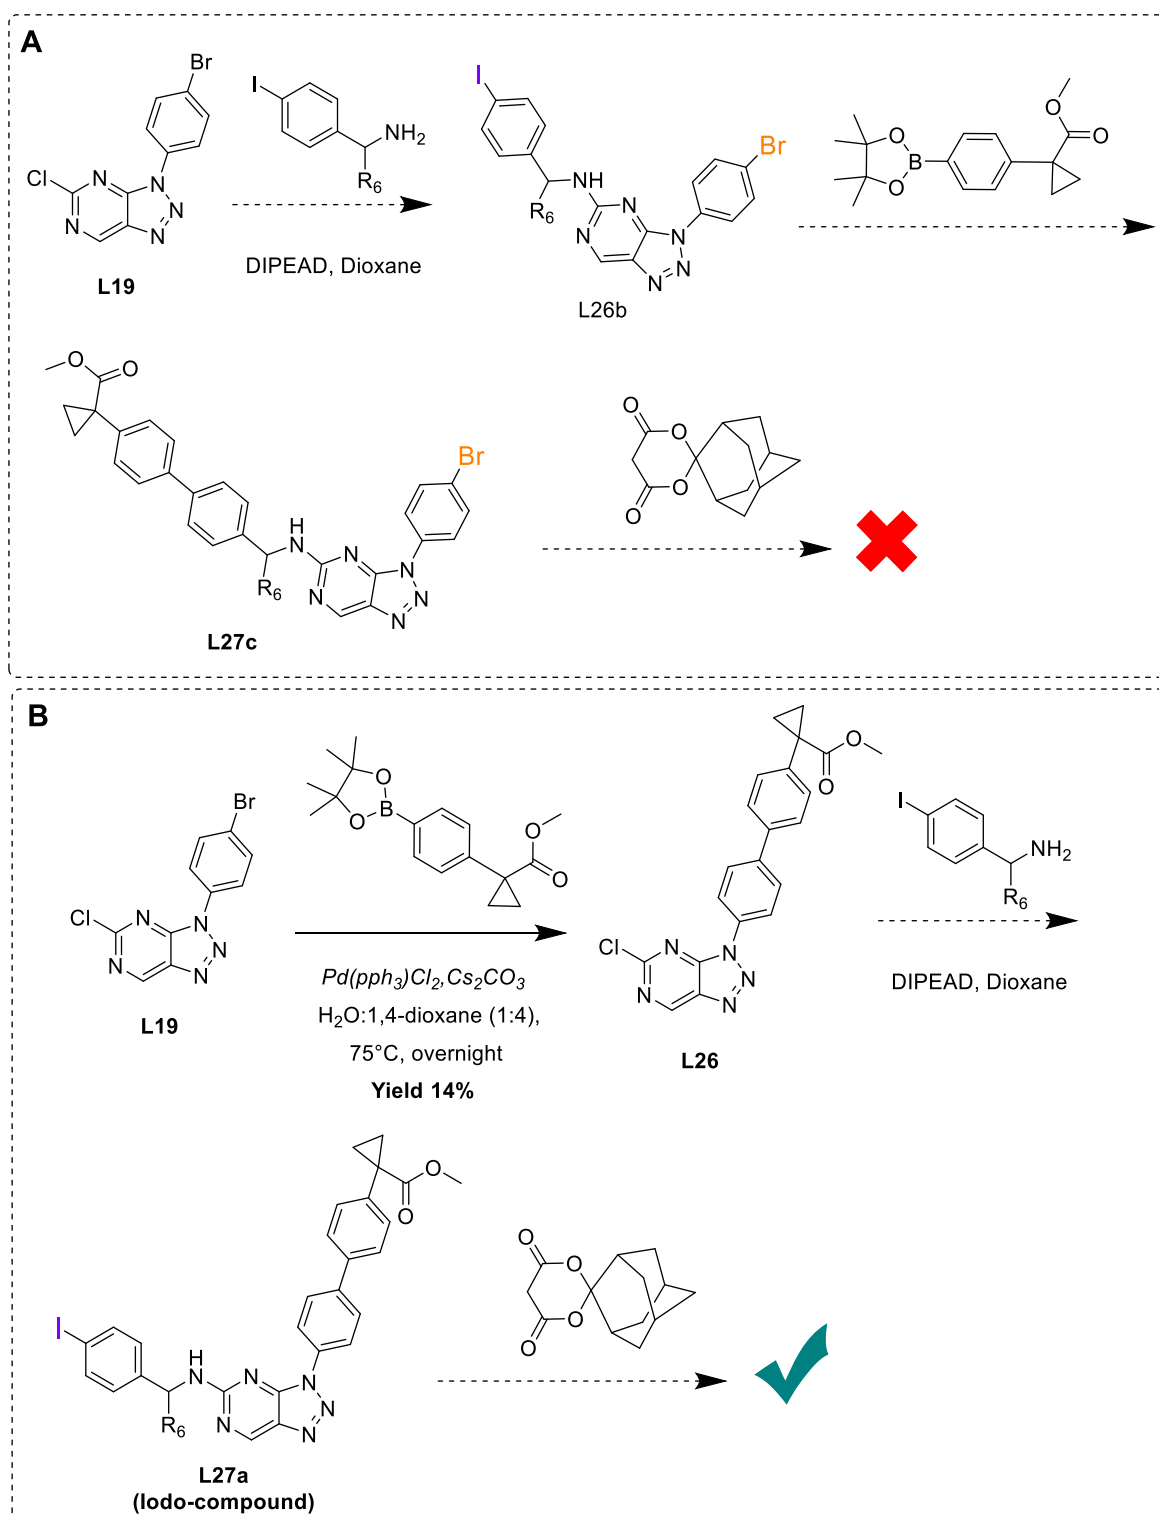 A
Br
Cl
N
N
N
N
N
L19
I
NH2
R6
DIPEAD, Dioxane
I
NH
R6
Br
N
N
N
N
N
L26b
O
O
B
O
O
O
O
Br
H
N
R6
N
N
N
N
N
L27c
O
O
O
O
B
Br
Cl
N
N
N
N
N
L19
O
B
O
O
O
Pd(pph3)Cl2,Cs2CO3
H2O:1,4-dioxane (1:4),
75°C, overnight
Yield 14%
O
O
Cl
N
N
N
N
N
L26
I
NH2
R6
DIPEAD, Dioxane
O
O
I
H
N
R6
N
N
N
N
N
L27a
(Iodo-compound)
O
O
O
O